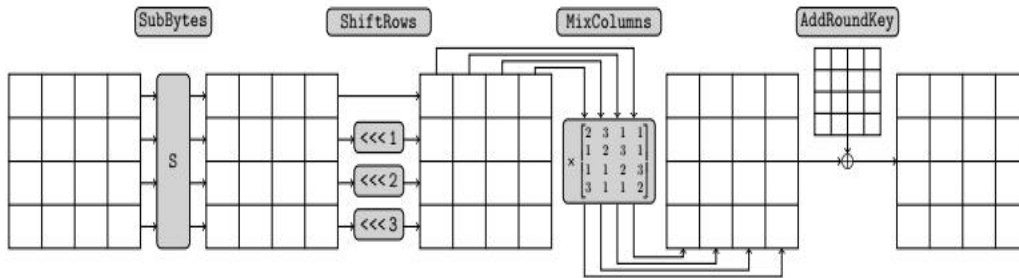 SubBytes ShiftRows MixColumns AddRoundKey
S
<<<1
<<<2
<<<3
×
2 3 1 1
1 2 3 1
1 1 2 3
3 1 1 2